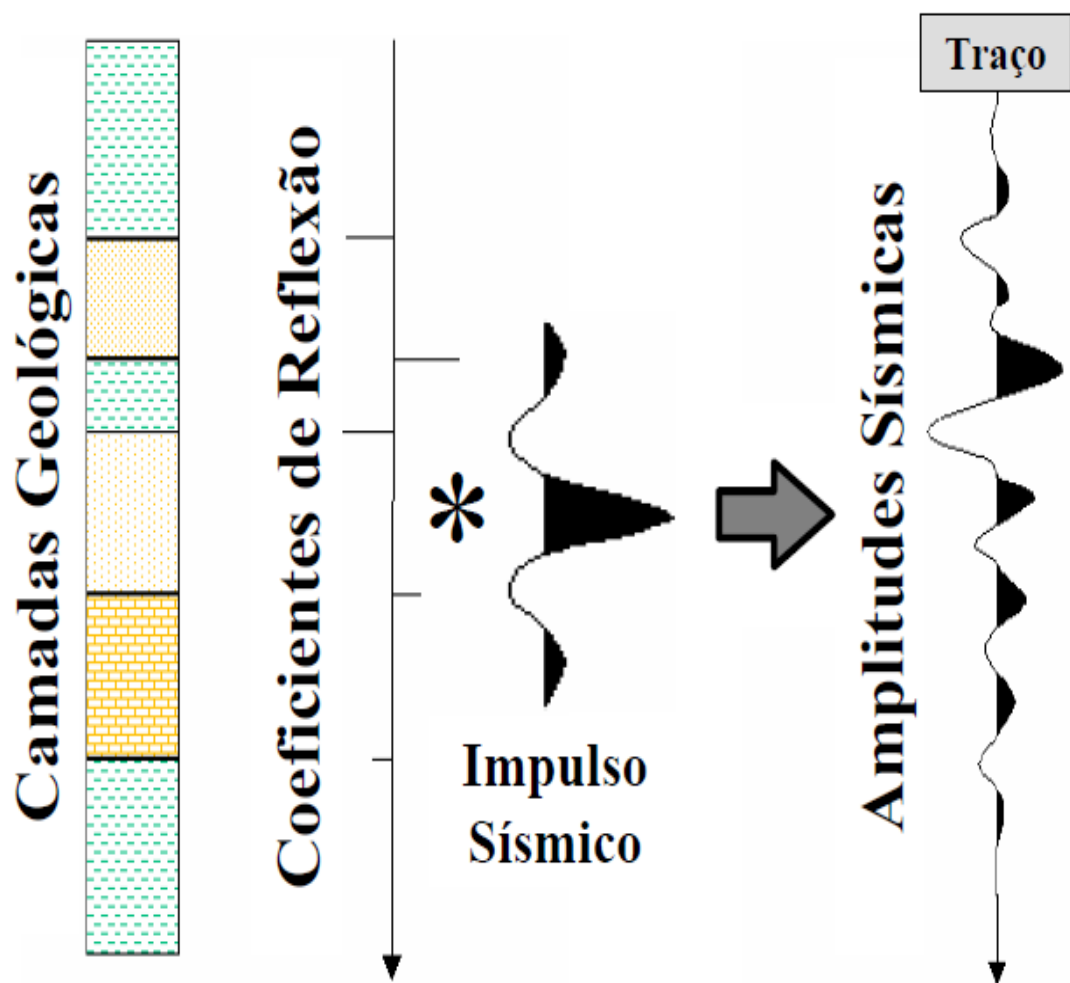 Camadas Geológicas
Coeficientes de Reflexão
*
Impulso
Sísmico
Amplitudes Sísmicas
Traço